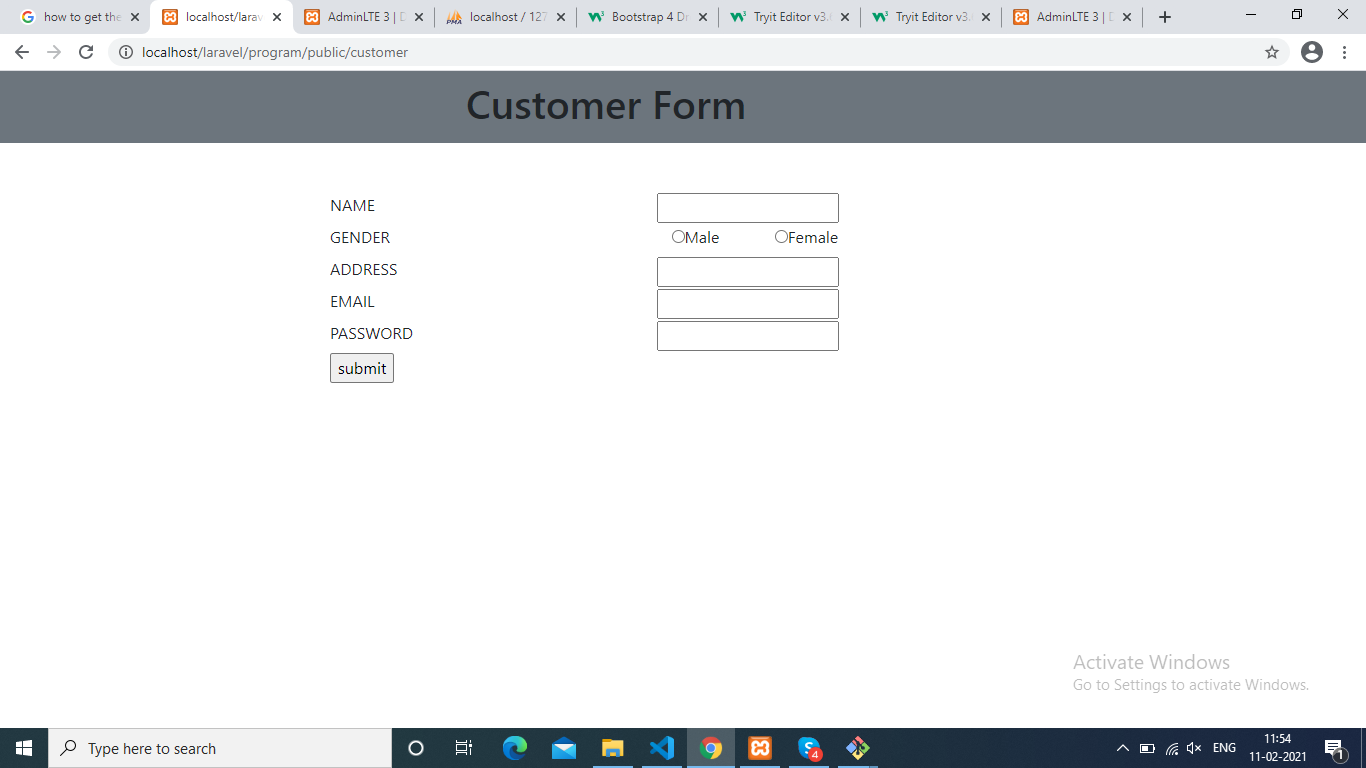 how to get the
localhost/larav
AdminLTE 3 | D
localhost / 127
Bootstrap 4 Dr
Tryit Editor v3.
Tryit Editor v3.
AdminLTE 3 | D
localhost/laravel/program/public/customer
Customer Form
NAME
GENDER
Male
Female
ADDRESS
EMAIL
PASSWORD
submit
Activate Windows
Go to Settings to activate Windows.
Type here to search
4
ENG
11:54
11-02-2021
1